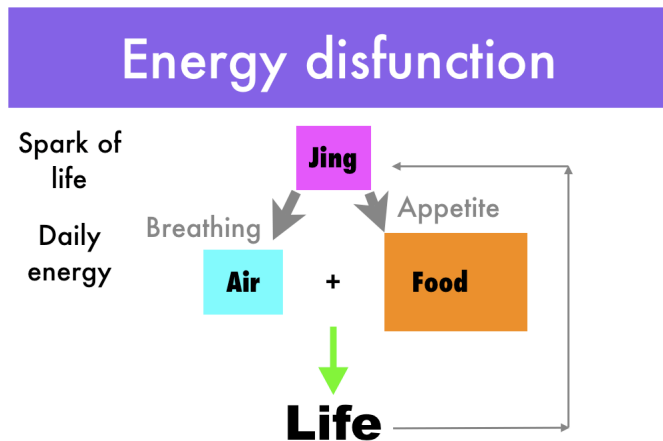 Energy disfunction
Spark of
life
Jing
Breathing
Appetite
Daily
energy
Air
+
Food
Life